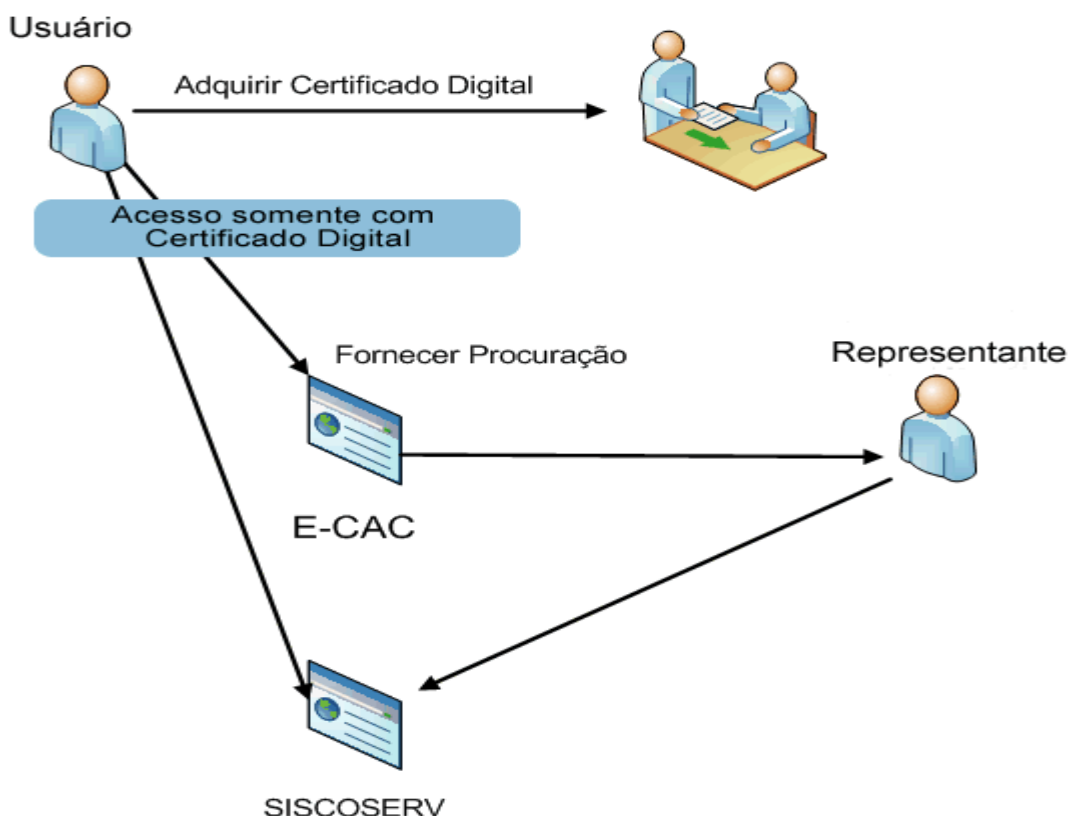 Usuário
Adquirir Certificado Digital
Acesso somente com
Certificado Digital
Fornecer Procuração
Representante
E-CAC
SISCOSERV